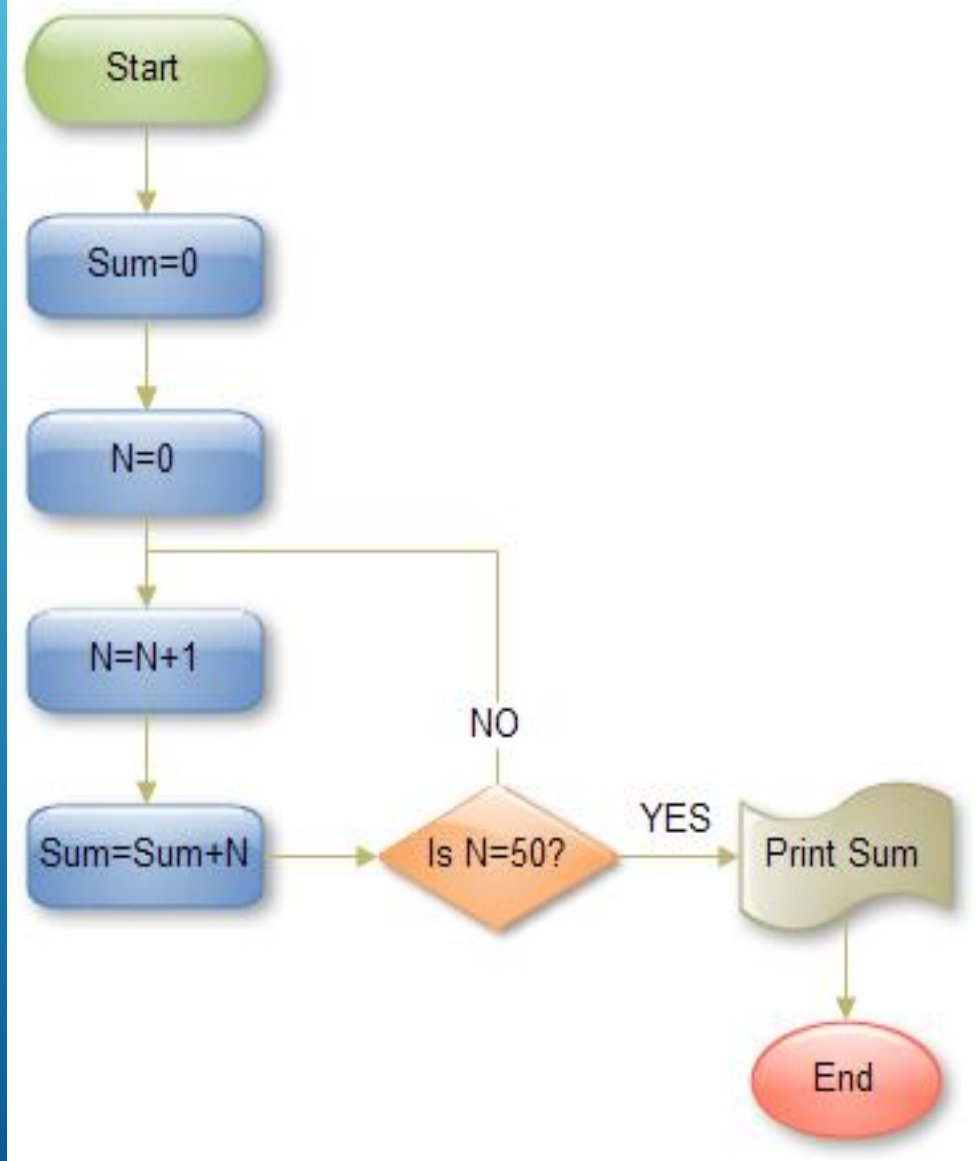 Start
Sum=0
N=0
N=N+1
NO
Sum=Sum+N
Is N=50?
YES
Print Sum
End